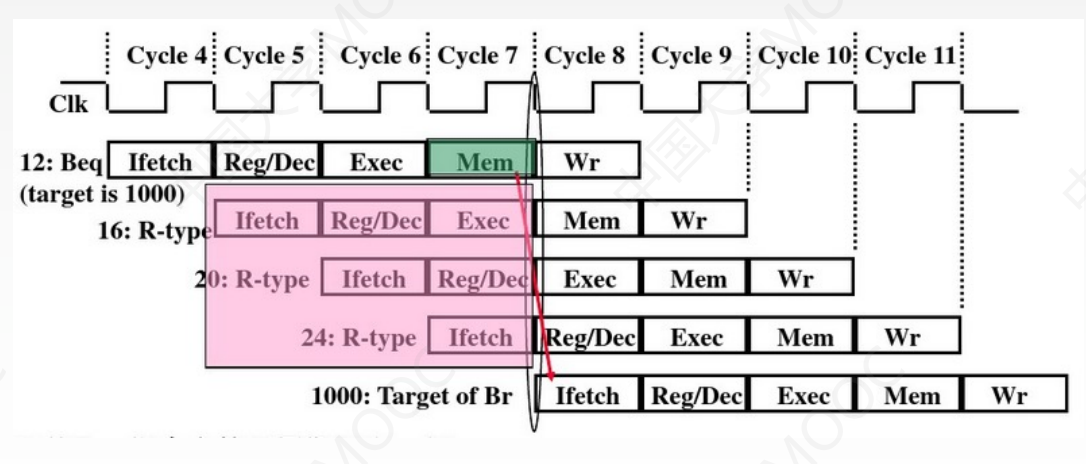 Cycle 4 Cycle 5 Cycle 6 Cycle 7 Cycle 8 Cycle 9 Cycle 10 Cycle 11
Clk
12: Beq Ifetch Reg/Dec Exec Mem Wr
(target is 1000)
16: R-type Ifetch Reg/Dec Exec Mem Wr
20: R-type Ifetch Reg/Dec Exec Mem Wr
24: R-type Ifetch Reg/Dec Exec Mem Wr
1000: Target of Br Ifetch Reg/Dec Exec Mem Wr